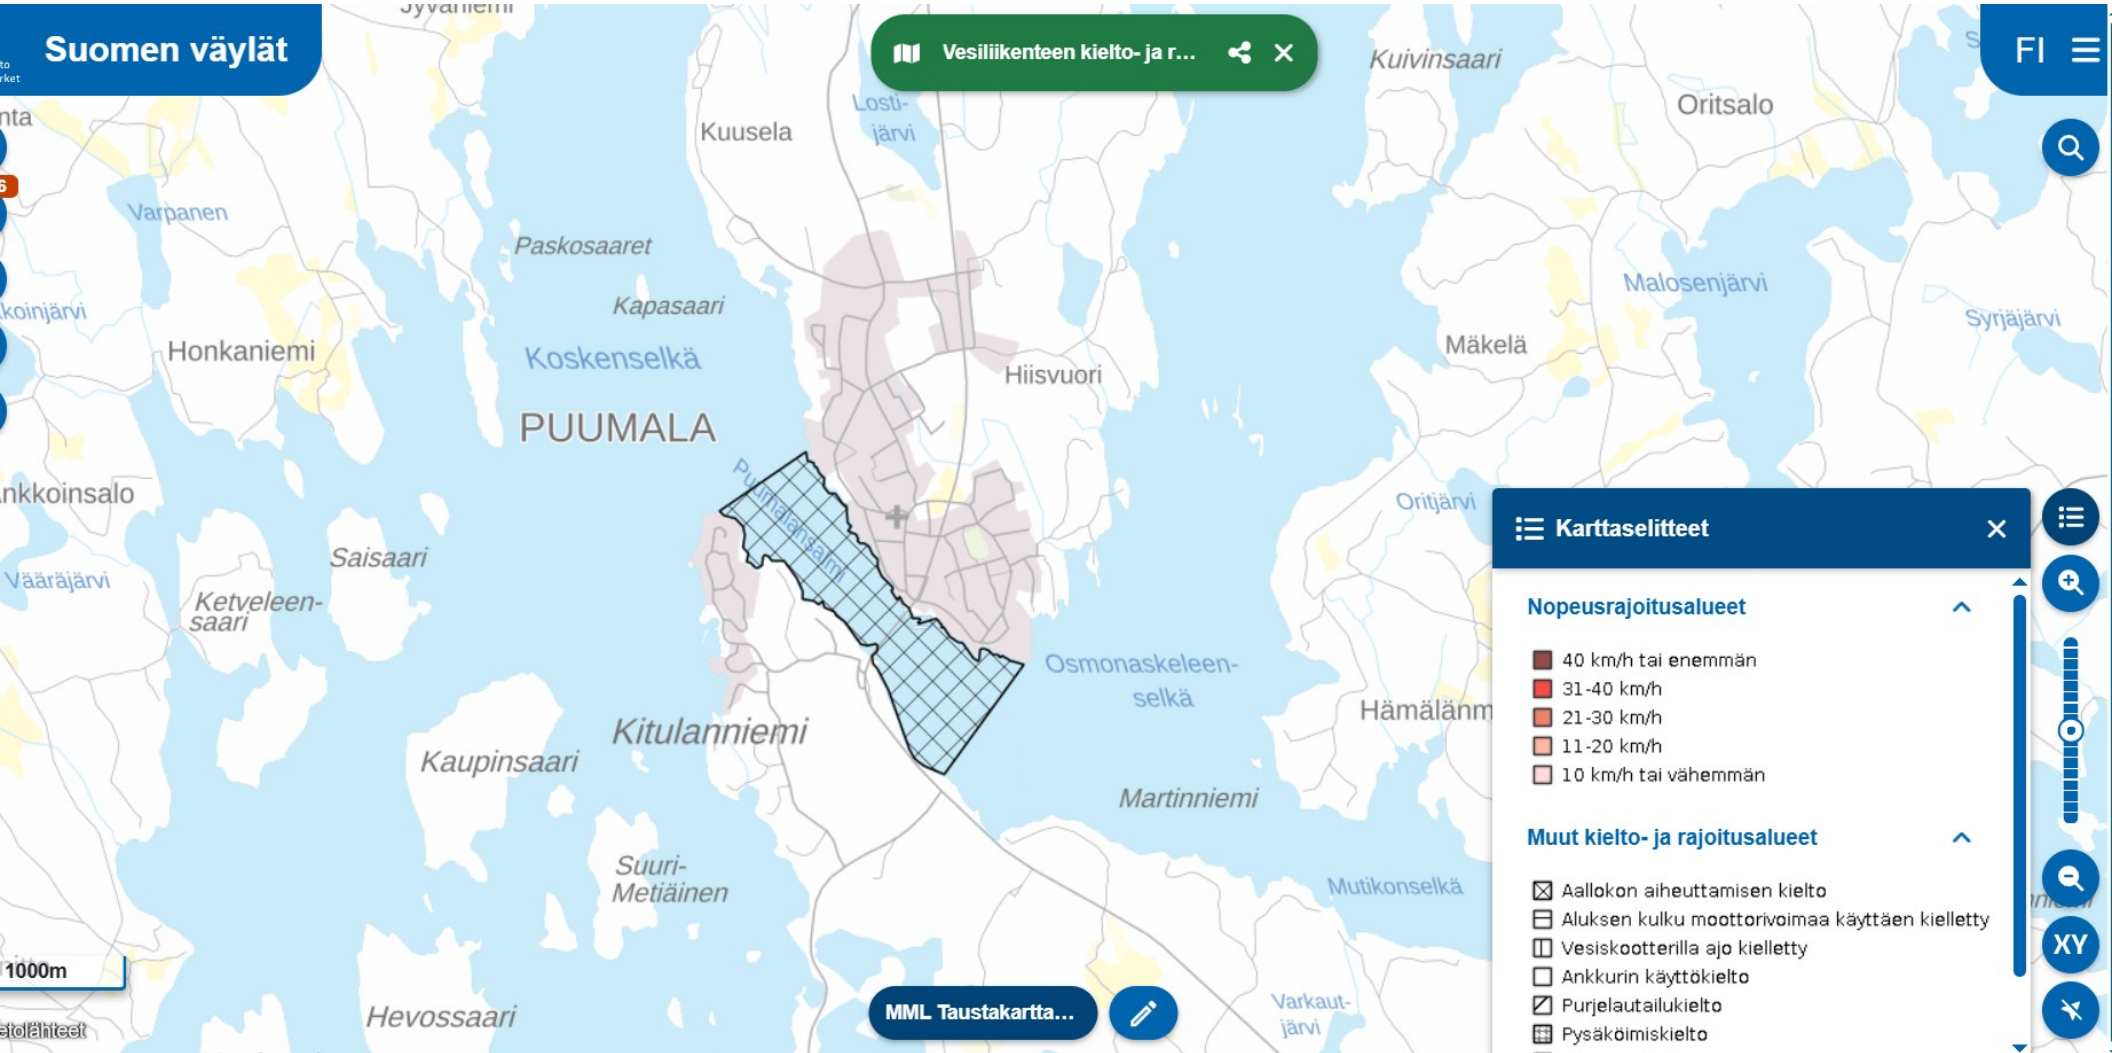 Jyväniemi
Suomen väylät
Vesiliikenteen kielto- ja r...
FI
Kuivinsaari
Oritsalo
Kuusela
Losti-
järvi
Varpanen
Paskosaaret
Kapasaari
Koskenselkä
PUUMALA
Honkaniemi
Hiisvuori
Mäkelä
Malosenjärvi
Syrjäjärvi
Puumalansalmi
Oritjärvi
Saisaari
Vääräjärvi
Ketveleen-
saari
Osmonaskeleen-
selkä
Kitulanniemi
Kaupinsaari
Martinniemi
Suuri-
Metiäinen
Mutikonselkä
Hevossaari
Varkaut-
järvi
1000m
MML Taustakartta...
Karttaselitteet
Nopeusrajoitusalueet
40 km/h tai enemmän
31-40 km/h
21-30 km/h
11-20 km/h
10 km/h tai vähemmän
Muut kielto- ja rajoitusalueet
Aallokon aiheuttamisen kielto
Aluksen kulku moottorivoimaa käyttäen kielletty
Vesiskootterilla ajo kielletty
Ankkurin käyttökielto
Purjelautailukielto
Pysäköimiskielto
XY